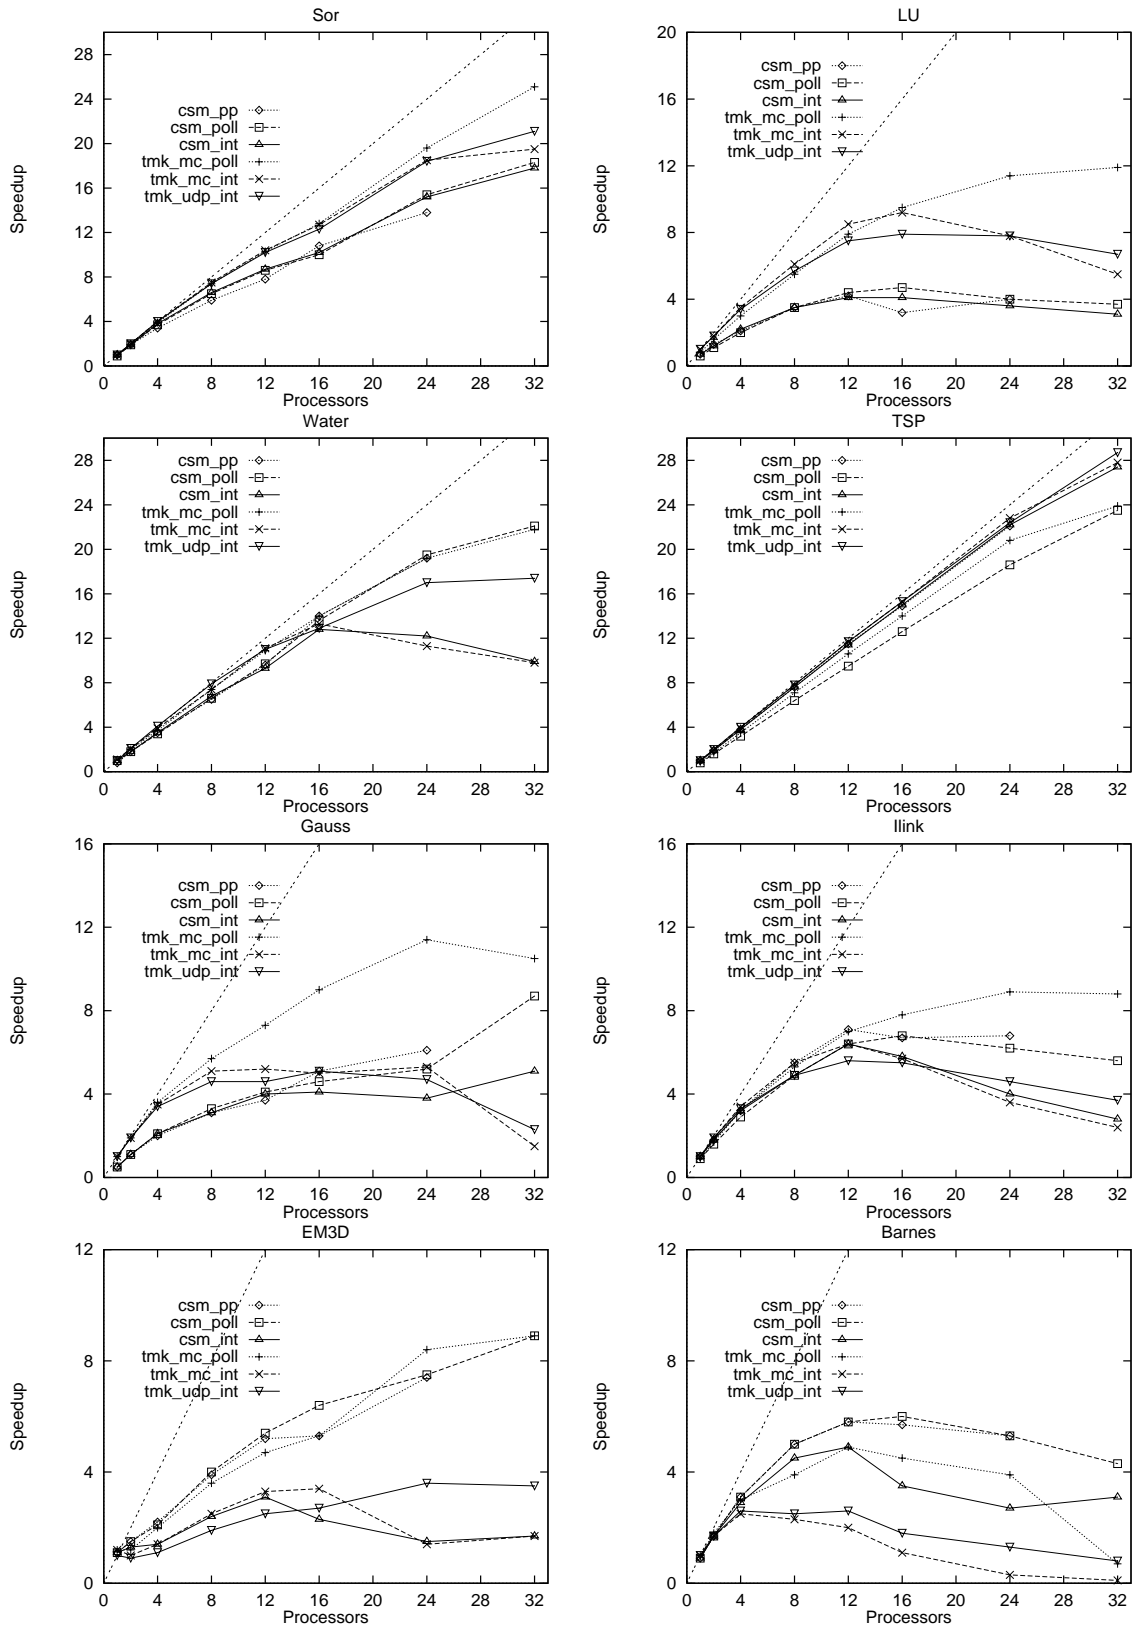 Sor
28
24
20
16
12
8
4
0
Speedup
csm_pp
csm_poll
csm_int
tmk_mc_poll
tmk_mc_int
tmk_udp_int
0 4 8 12 16 20 24 28 32
Processors
LU
20
16
12
8
4
0
Speedup
csm_pp
csm_poll
csm_int
tmk_mc_poll
tmk_mc_int
tmk_udp_int
0 4 8 12 16 20 24 28 32
Processors
Water
28
24
20
16
12
8
4
0
Speedup
csm_pp
csm_poll
csm_int
tmk_mc_poll
tmk_mc_int
tmk_udp_int
0 4 8 12 16 20 24 28 32
Processors
TSP
28
24
20
16
12
8
4
0
Speedup
csm_pp
csm_poll
csm_int
tmk_mc_poll
tmk_mc_int
tmk_udp_int
0 4 8 12 16 20 24 28 32
Processors
Gauss
16
12
8
4
0
Speedup
csm_pp
csm_poll
csm_int
tmk_mc_poll
tmk_mc_int
tmk_udp_int
0 4 8 12 16 20 24 28 32
Processors
Ilink
16
12
8
4
0
Speedup
csm_pp
csm_poll
csm_int
tmk_mc_poll
tmk_mc_int
tmk_udp_int
0 4 8 12 16 20 24 28 32
Processors
EM3D
12
8
4
0
Speedup
csm_pp
csm_poll
csm_int
tmk_mc_poll
tmk_mc_int
tmk_udp_int
0 4 8 12 16 20 24 28 32
Processors
Barnes
12
8
4
0
Speedup
csm_pp
csm_poll
csm_int
tmk_mc_poll
tmk_mc_int
tmk_udp_int
0 4 8 12 16 20 24 28 32
Processors